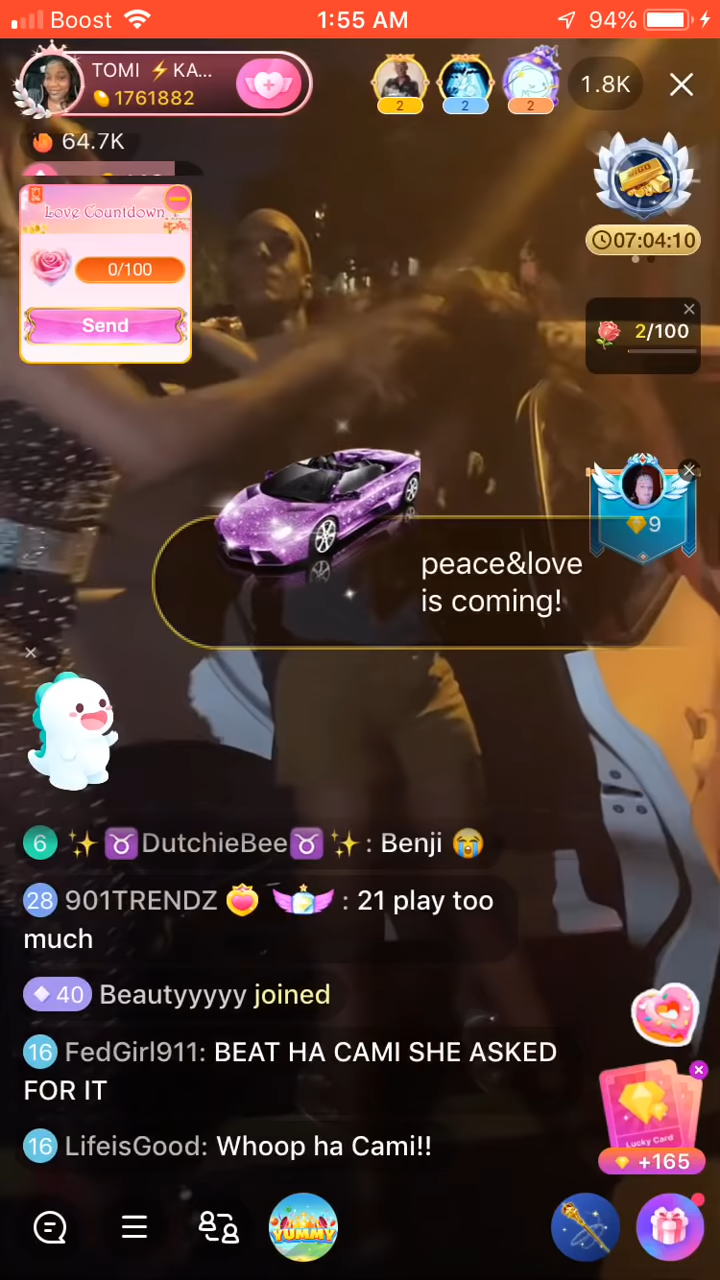 Boost 1:55 AM 94%
TOMI ⚡KA...
1761882
2 2 2
1.8K
64.7K
Love Countdown
0/100
Send
07:04:10
2/100
9
peace&love
is coming!
6 ✨♉DutchieBee♉✨: Benji 😭
28 901TRENDZ : 21 play too
much
40 Beautyyyyy joined
16 FedGirl911: BEAT HA CAMI SHE ASKED
FOR IT
16 LifeisGood: Whoop ha Cami!!
Lucky Card
+165
YUMMY